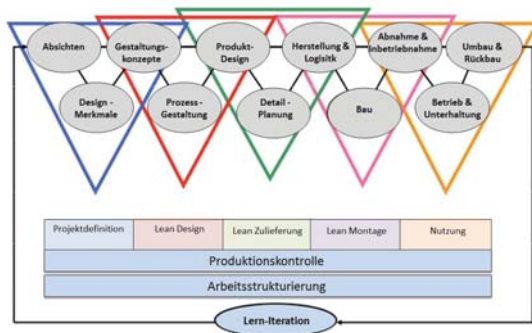 Absichten
Gestaltungs-
konzepte
Produkt-
Design
Herstellung &
Logisitk
Abnahme &
Inbetriebnahme
Umbau &
Rückbau
Design -
Merkmale
Prozess -
Gestaltung
Detail -
Planung
Bau
Betrieb &
Unterhaltung
Projektdefinition
Lean Design
Lean Zulieferung
Lean Montage
Nutzung
Produktionskontrolle
Arbeitsstrukturierung
Lern-Iteration